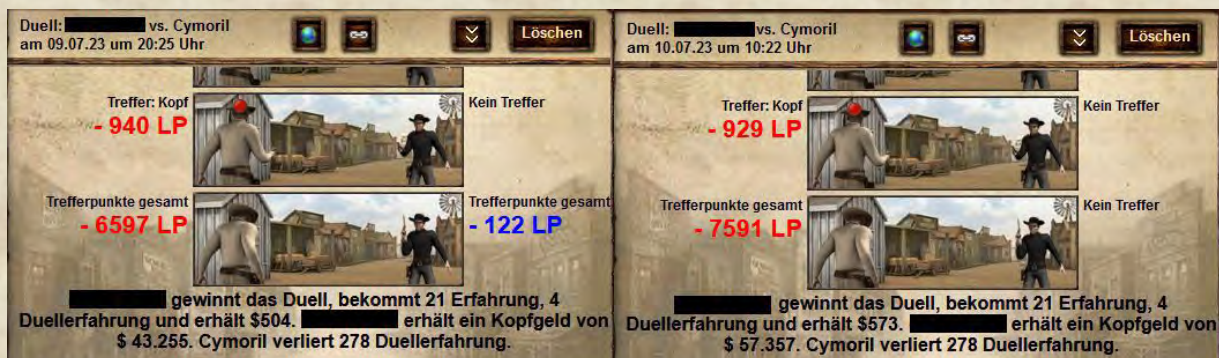 Duell: vs. Cymoril
am 09.07.23 um 20:25 Uhr
Löschen
Treffer: Kopf
- 940 LP
Kein Treffer
Trefferpunkte gesamt
- 6597 LP
Trefferpunkte gesamt
- 122 LP
gewinnt das Duell, bekommt 21 Erfahrung, 4
Duellerfahrung und erhält $504. erhält ein Kopfgeld von
$ 43.255. Cymoril verliert 278 Duellerfahrung.
Duell: vs. Cymoril
am 10.07.23 um 10:22 Uhr
Löschen
Treffer: Kopf
- 929 LP
Kein Treffer
Trefferpunkte gesamt
- 7591 LP
Kein Treffer
gewinnt das Duell, bekommt 21 Erfahrung, 4
Duellerfahrung und erhält $573. erhält ein Kopfgeld von
$ 57.357. Cymoril verliert 278 Duellerfahrung.